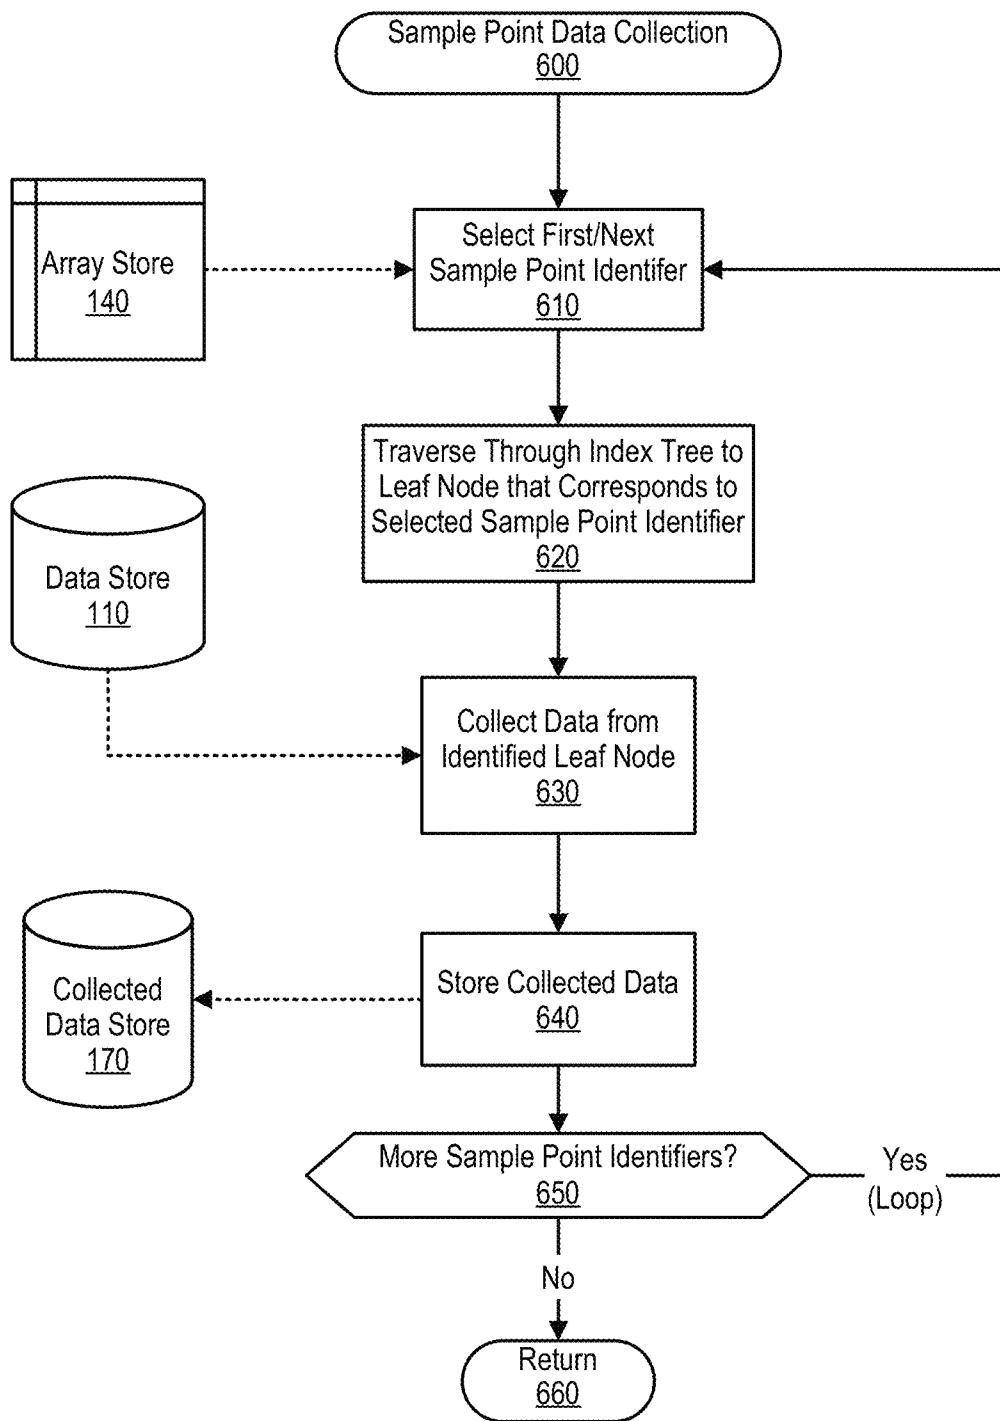 Sample Point Data Collection
600
Select First/Next
Sample Point Identifer
610
Array Store
140
Traverse Through Index Tree to
Leaf Node that Corresponds to
Selected Sample Point Identifier
620
Data Store
110
Collect Data from
Identified Leaf Node
630
Store Collected Data
640
Collected
Data Store
170
More Sample Point Identifiers?
650
Yes
(Loop)
No
Return
660